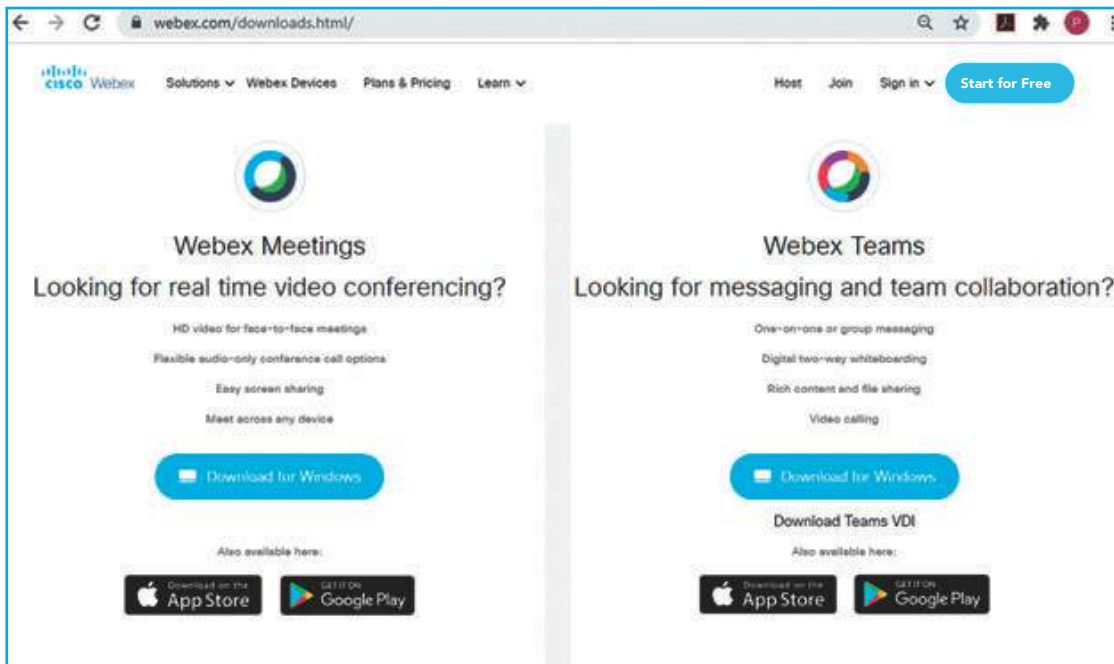 webex.com/downloads.html/
P
CISCO Webex Solutions Webex Devices Plans & Pricing Learn Host Join Sign in Start for Free
Webex Meetings
Looking for real time video conferencing?
HD video for face-to-face meetings
Flexible audio-only conference call options
Easy screen sharing
Meet across any device
Download for Windows
Also available here:
Download on the
App Store
GET IT ON
Google Play
Webex Teams
Looking for messaging and team collaboration?
One-on-one or group messaging
Digital two-way whiteboarding
Rich content and file sharing
Video calling
Download for Windows
Download Teams VDI
Also available here:
Download on the
App Store
GET IT ON
Google Play